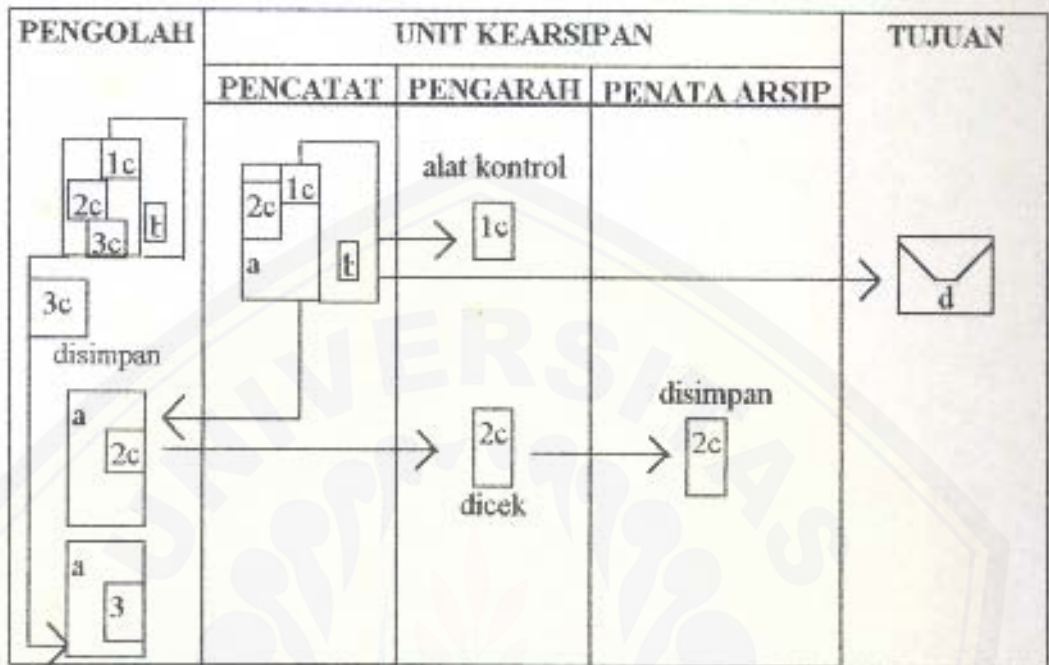 PENGOLAH
UNIT KEARSIPAN
TUJUAN
PENCATAT
PENGARAH
PENATA ARSIP
1c
2c
3c
t
3c
disimpan
a
2c
a
3
1c
2c
a
t
alat kontrol
1c
2c
dicek
disimpan
2c
d
UNIVERSITAS